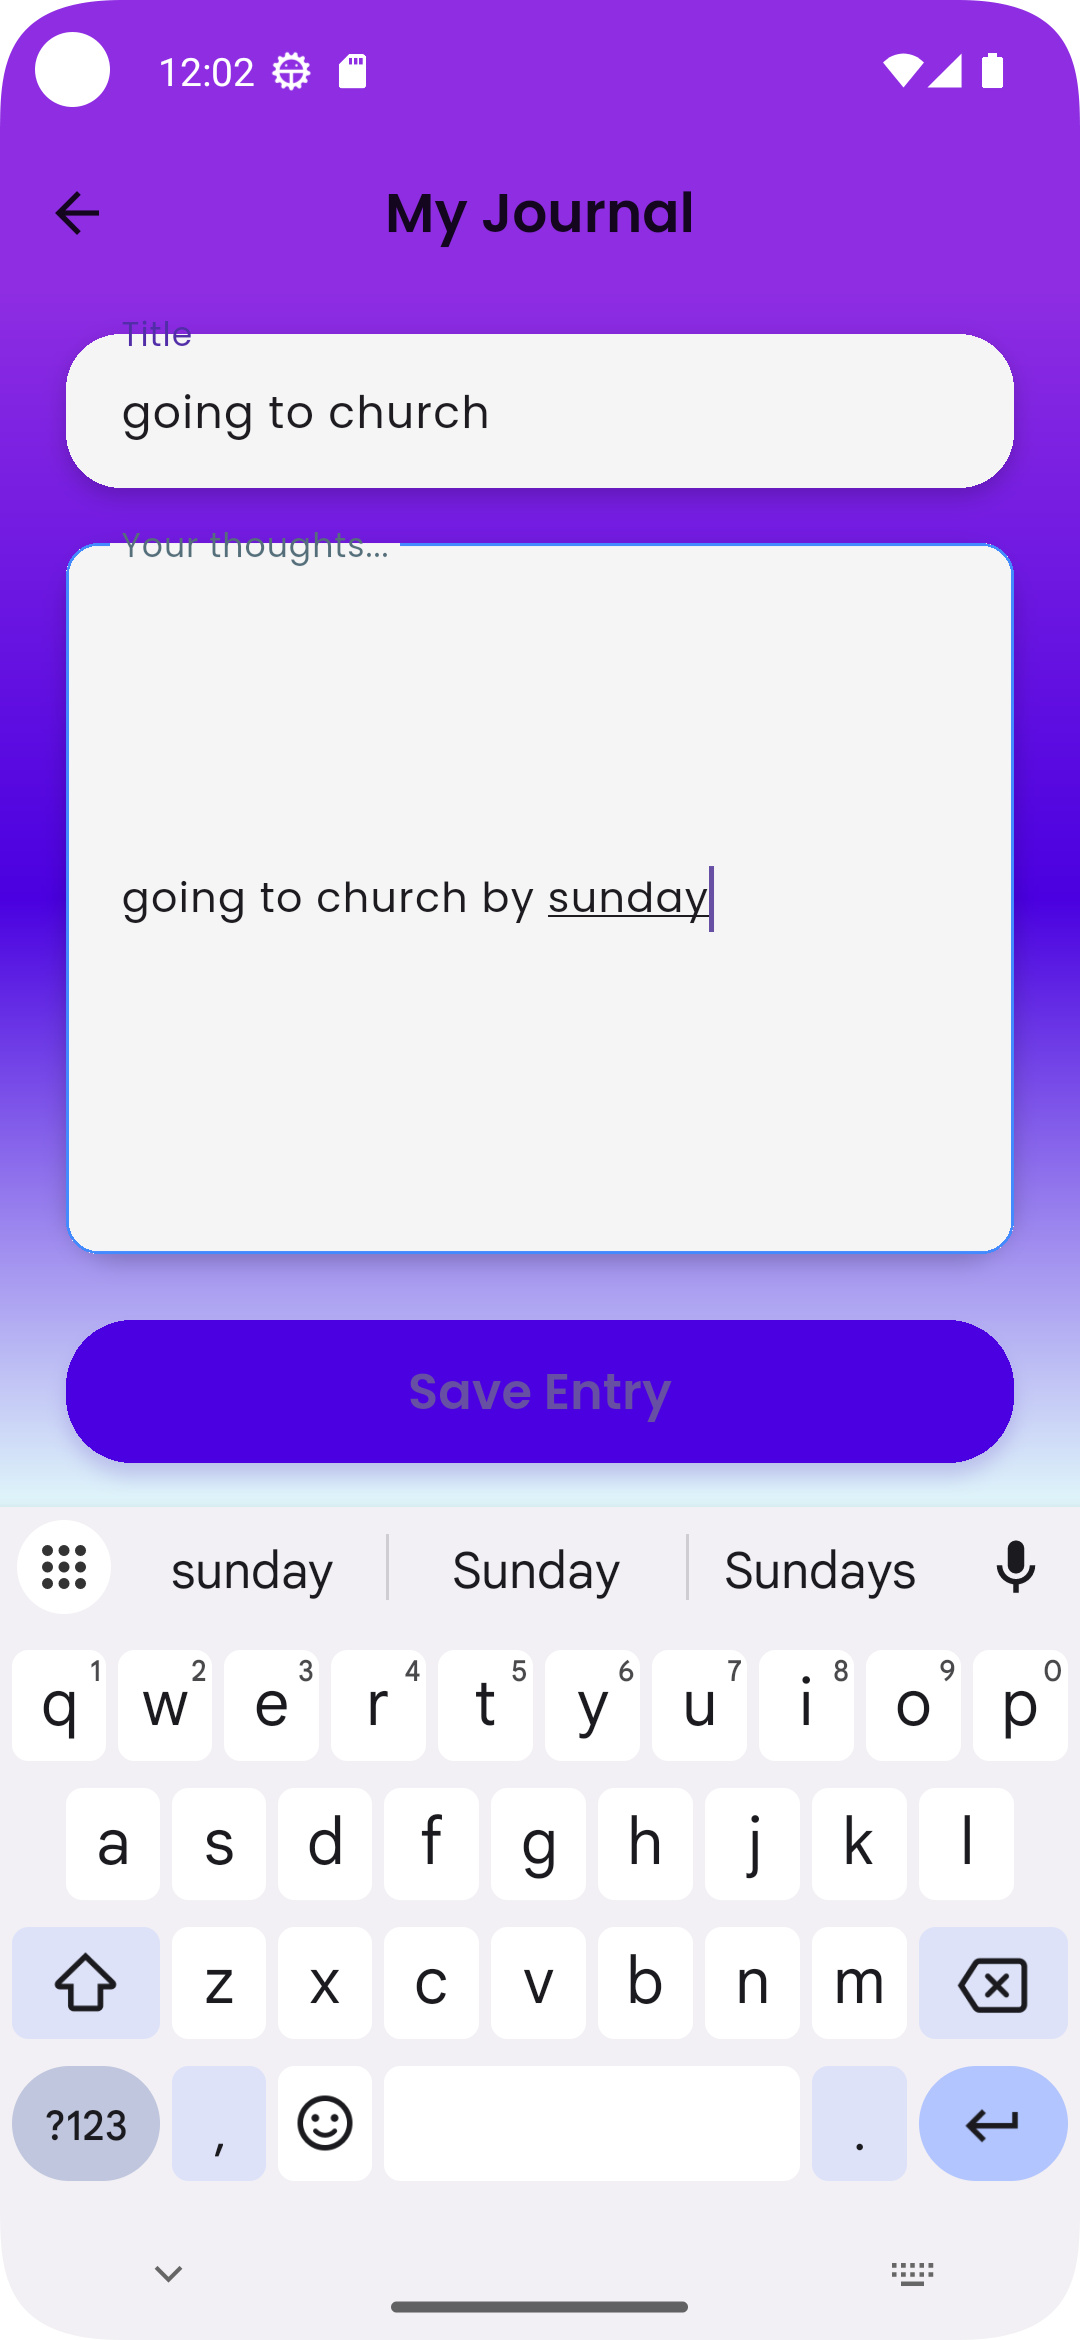 12:02
My Journal
Title
going to church
Your thoughts...
going to church by sunday
Save Entry
sunday Sunday Sundays
q 1 w 2 e 3 r 4 t 5 y 6 u 7 i 8 o 9 p 0
a s d f g h j k l
z x c v b n m
?123 , .